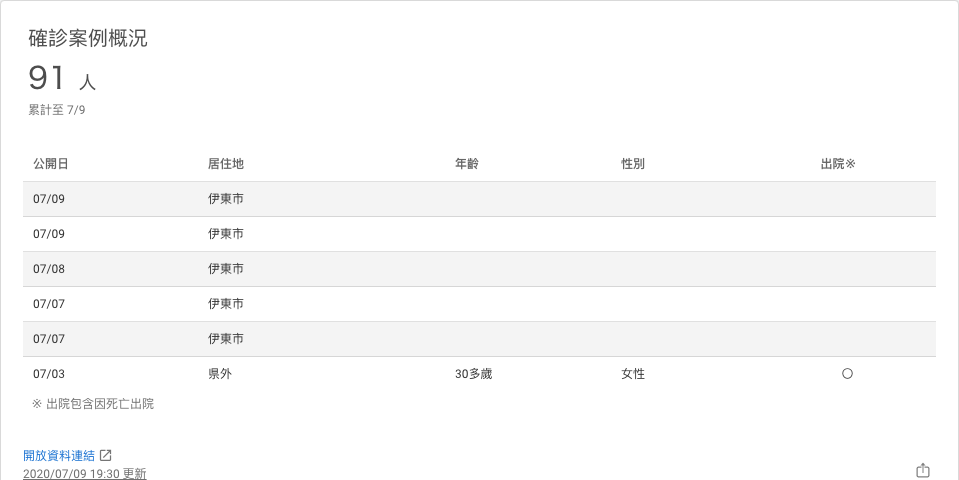 確診案例概況
91 人
累計至 7/9
公開日 居住地 年齡 性別 出院※
07/09 伊東市
07/09 伊東市
07/08 伊東市
07/07 伊東市
07/07 伊東市
07/03 県外 30多歲 女性 〇
※ 出院包含因死亡出院
開放資料連結
2020/07/09 19:30 更新